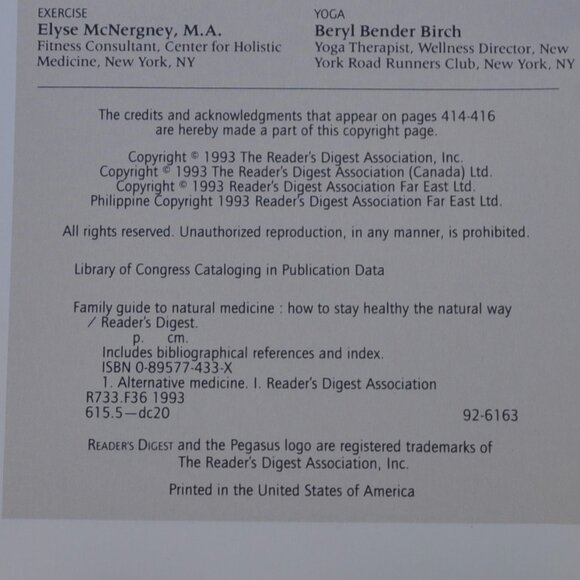 EXERCISE
Elyse McNergney, M.A.
Fitness Consultant, Center for Holistic
Medicine, New York, NY
YOGA
Beryl Bender Birch
Yoga Therapist, Wellness Director, New
York Road Runners Club, New York, NY
The credits and acknowledgments that appear on pages 414-416
are hereby made a part of this copyright page.
Copyright © 1993 The Reader's Digest Association, Inc.
Copyright © 1993 The Reader's Digest Association (Canada) Ltd.
Copyright © 1993 Reader's Digest Association Far East Ltd.
Philippine Copyright 1993 Reader's Digest Association Far East Ltd.
All rights reserved. Unauthorized reproduction, in any manner, is prohibited.
Library of Congress Cataloging in Publication Data
Family guide to natural medicine : how to stay healthy the natural way
/ Reader's Digest.
p. cm.
Includes bibliographical references and index.
ISBN 0-89577-433-X
1. Alternative medicine. I. Reader's Digest Association
R733.F36 1993
615.5—dc20 92-6163
READER'S DIGEST and the Pegasus logo are registered trademarks of
The Reader's Digest Association, Inc.
Printed in the United States of America